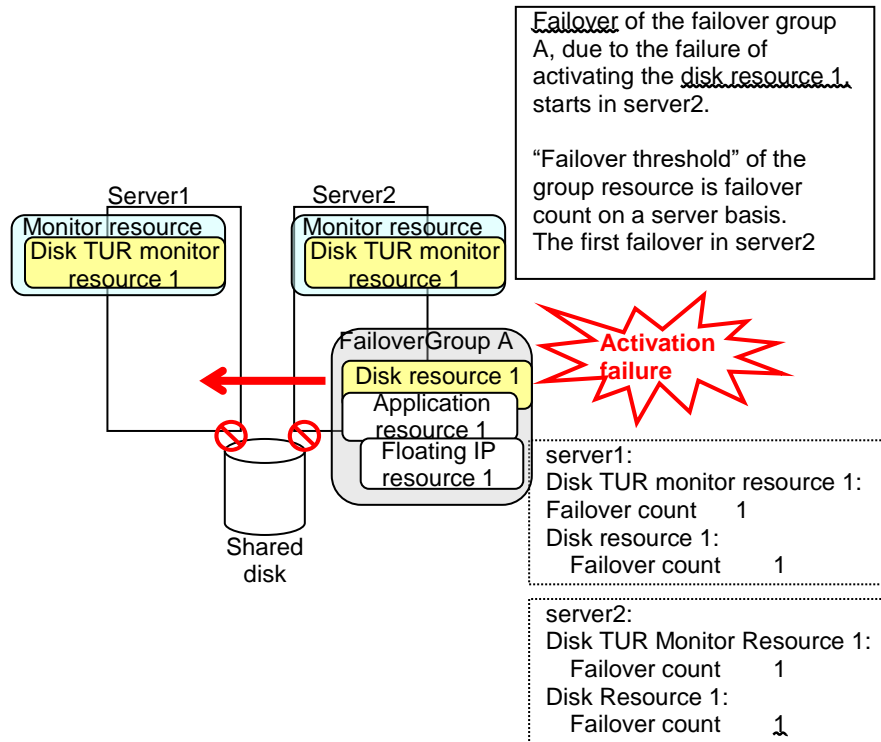 Failover of the failover group
A, due to the failure of
activating the disk resource 1,
starts in server2.
“Failover threshold” of the
group resource is failover
count on a server basis.
The first failover in server2
Server1
Monitor resource
Disk TUR monitor
resource 1
Server2
Monitor resource
Disk TUR monitor
resource 1
FailoverGroup A
Disk resource 1
Application
resource 1
Floating IP
resource 1
Activation
failure
Shared
disk
server1:
Disk TUR monitor resource 1:
Failover count 1
Disk resource 1:
Failover count 1
server2:
Disk TUR Monitor Resource 1:
Failover count 1
Disk Resource 1:
Failover count 1